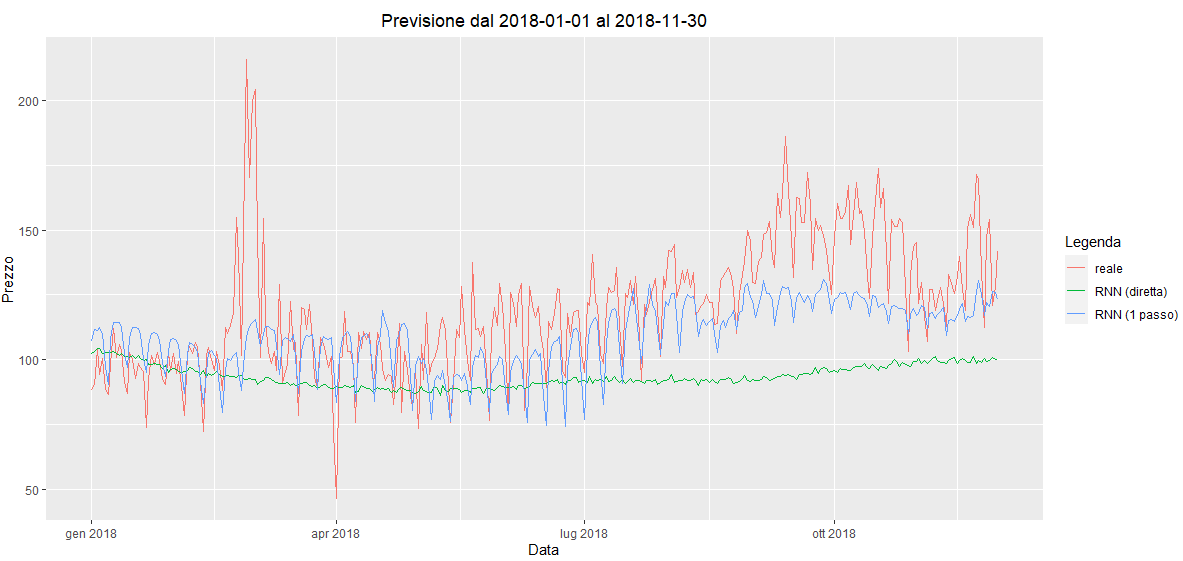 Previsione dal 2018-01-01 al 2018-11-30
Prezzo
200
150
100
50
gen 2018
apr 2018
lug 2018
ott 2018
Data
Legenda
reale
RNN (diretta)
RNN (1 passo)